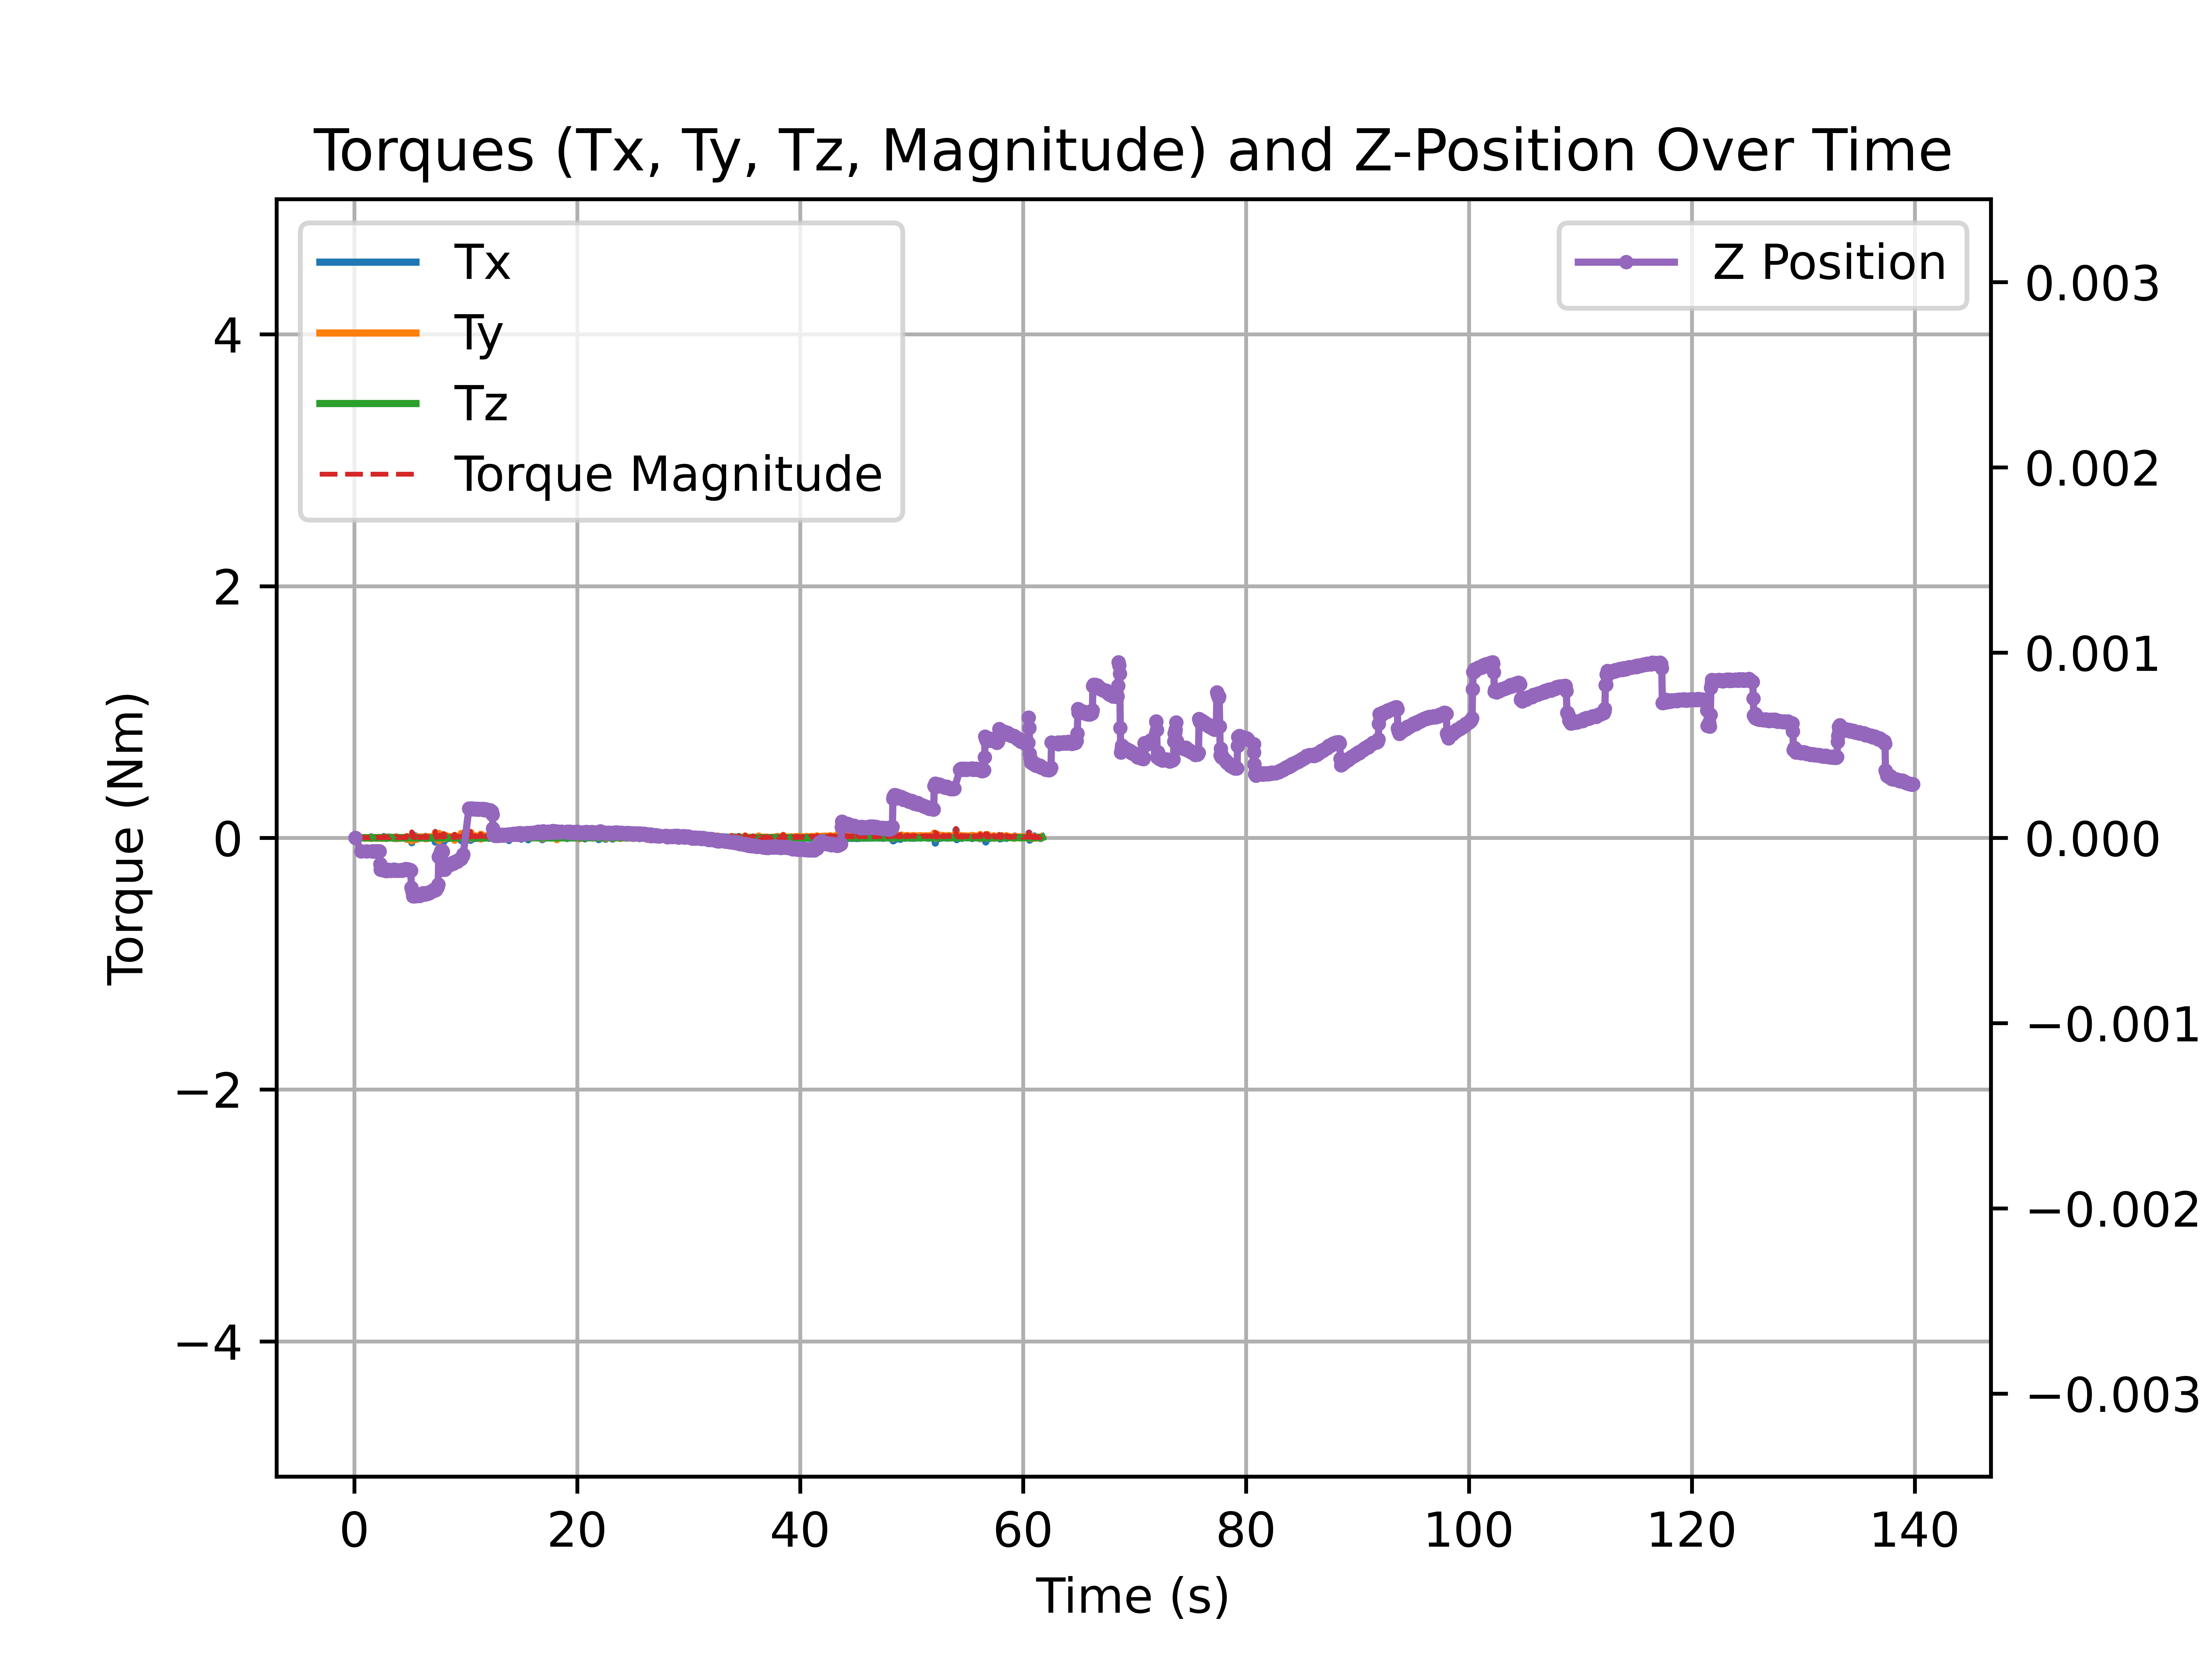 Torques (Tx, Ty, Tz, Magnitude) and Z-Position Over Time
Tx
Ty
Tz
Torque Magnitude
Z Position
Torque (Nm)
4
2
0
−2
−4
0.003
0.002
0.001
0.000
−0.001
−0.002
−0.003
0 20 40 60 80 100 120 140
Time (s)